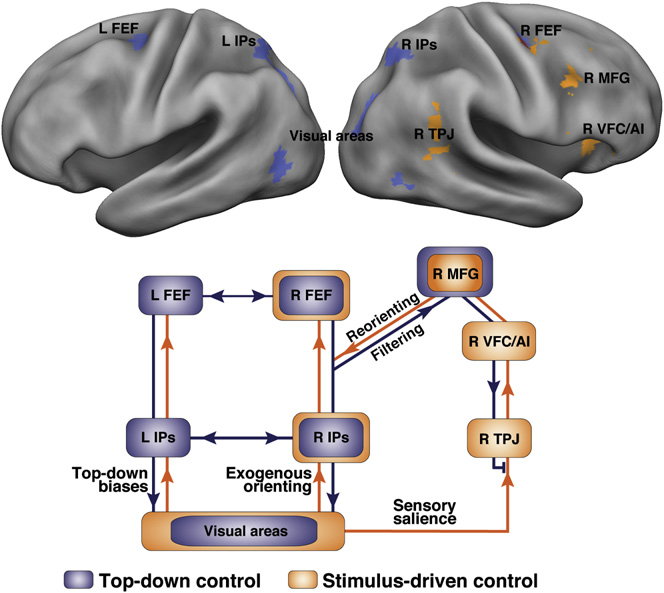 L FEF
L IPs
R IPs
R FEF
R MFG
Visual areas
R TPJ
R VFC/AI
L FEF
R FEF
R MFG
Reorienting
Filtering
R VFC/AI
L IPs
R IPs
R TPJ
Top-down
biases
Exogenous
orienting
Sensory
salience
Visual areas
Top-down control
Stimulus-driven control